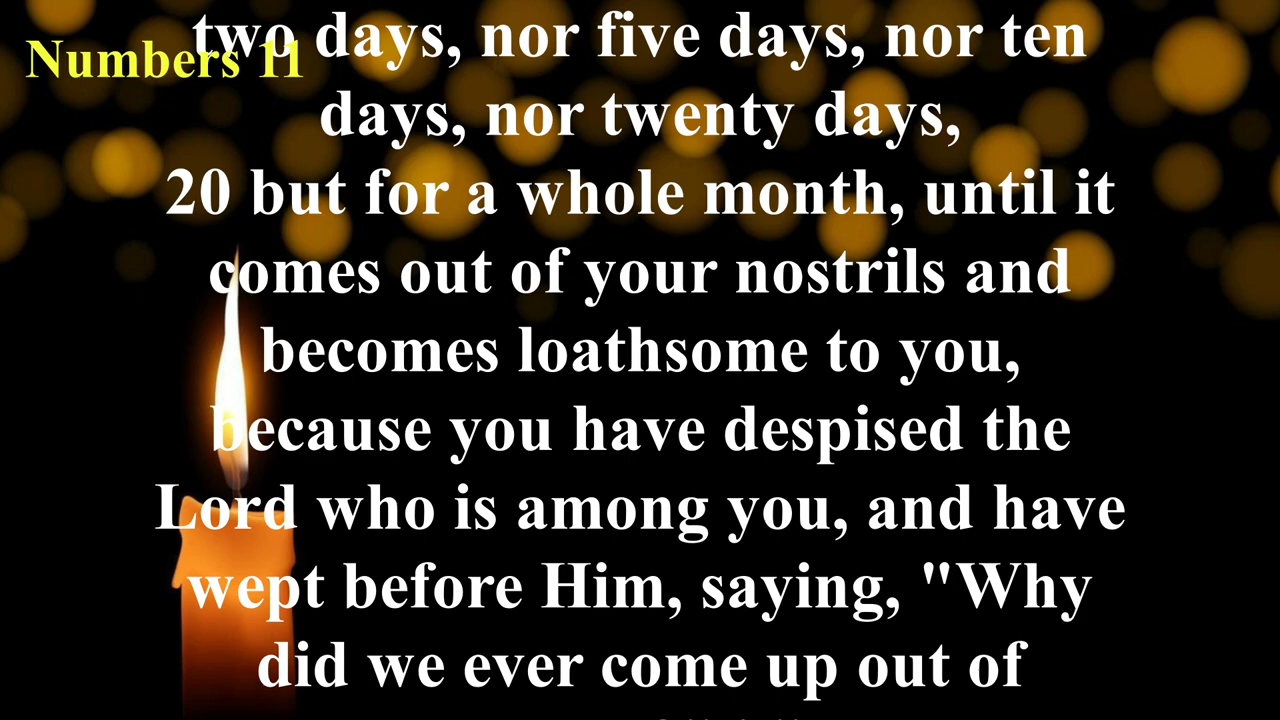 Numbers 11
two days, nor five days, nor ten
days, nor twenty days,
20 but for a whole month, until it
comes out of your nostrils and
becomes loathsome to you,
because you have despised the
Lord who is among you, and have
wept before Him, saying, "Why
did we ever come up out of